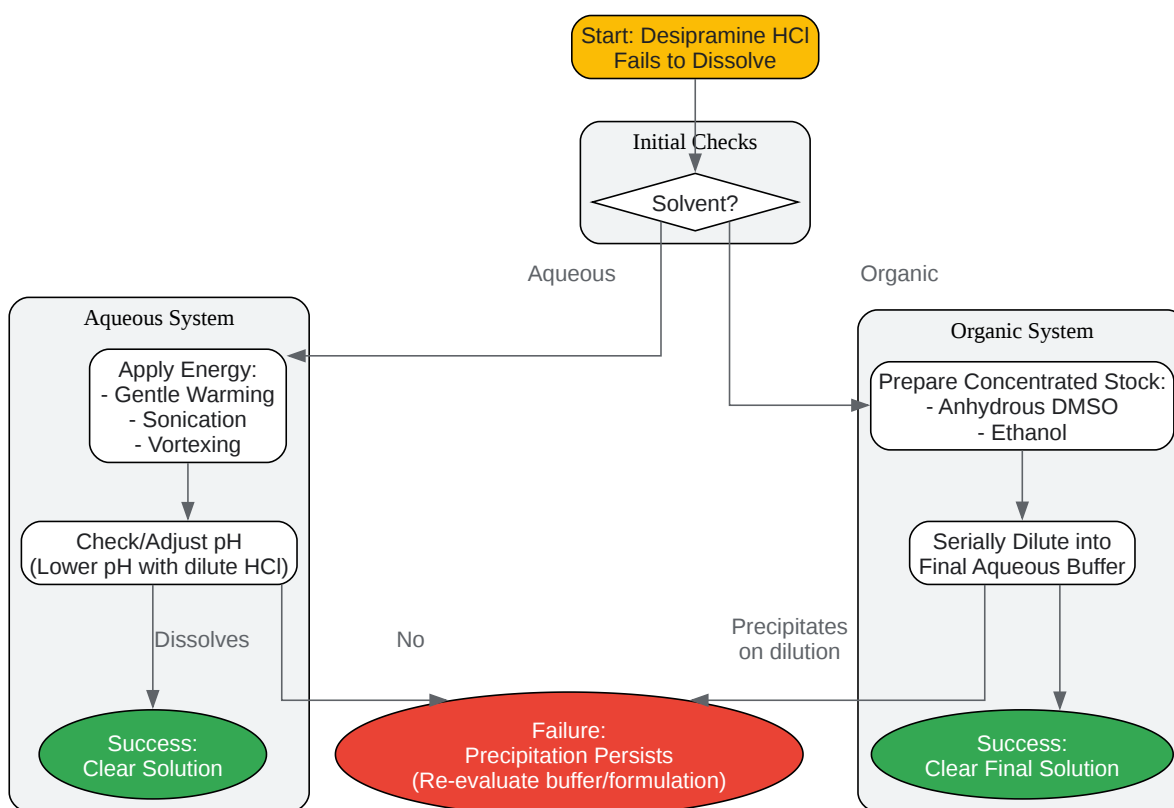 Start: Desipramine HCl
Fails to Dissolve
Initial Checks
Solvent?
Aqueous
Organic
Aqueous System
Apply Energy:
- Gentle Warming
- Sonication
- Vortexing
Check/Adjust pH
(Lower pH with dilute HCl)
Dissolves
No
Success:
Clear Solution
Organic System
Prepare Concentrated Stock:
- Anhydrous DMSO
- Ethanol
Serially Dilute into
Final Aqueous Buffer
Precipitates
on dilution
Failure:
Precipitation Persists
(Re-evaluate buffer/formulation)
Success:
Clear Final Solution